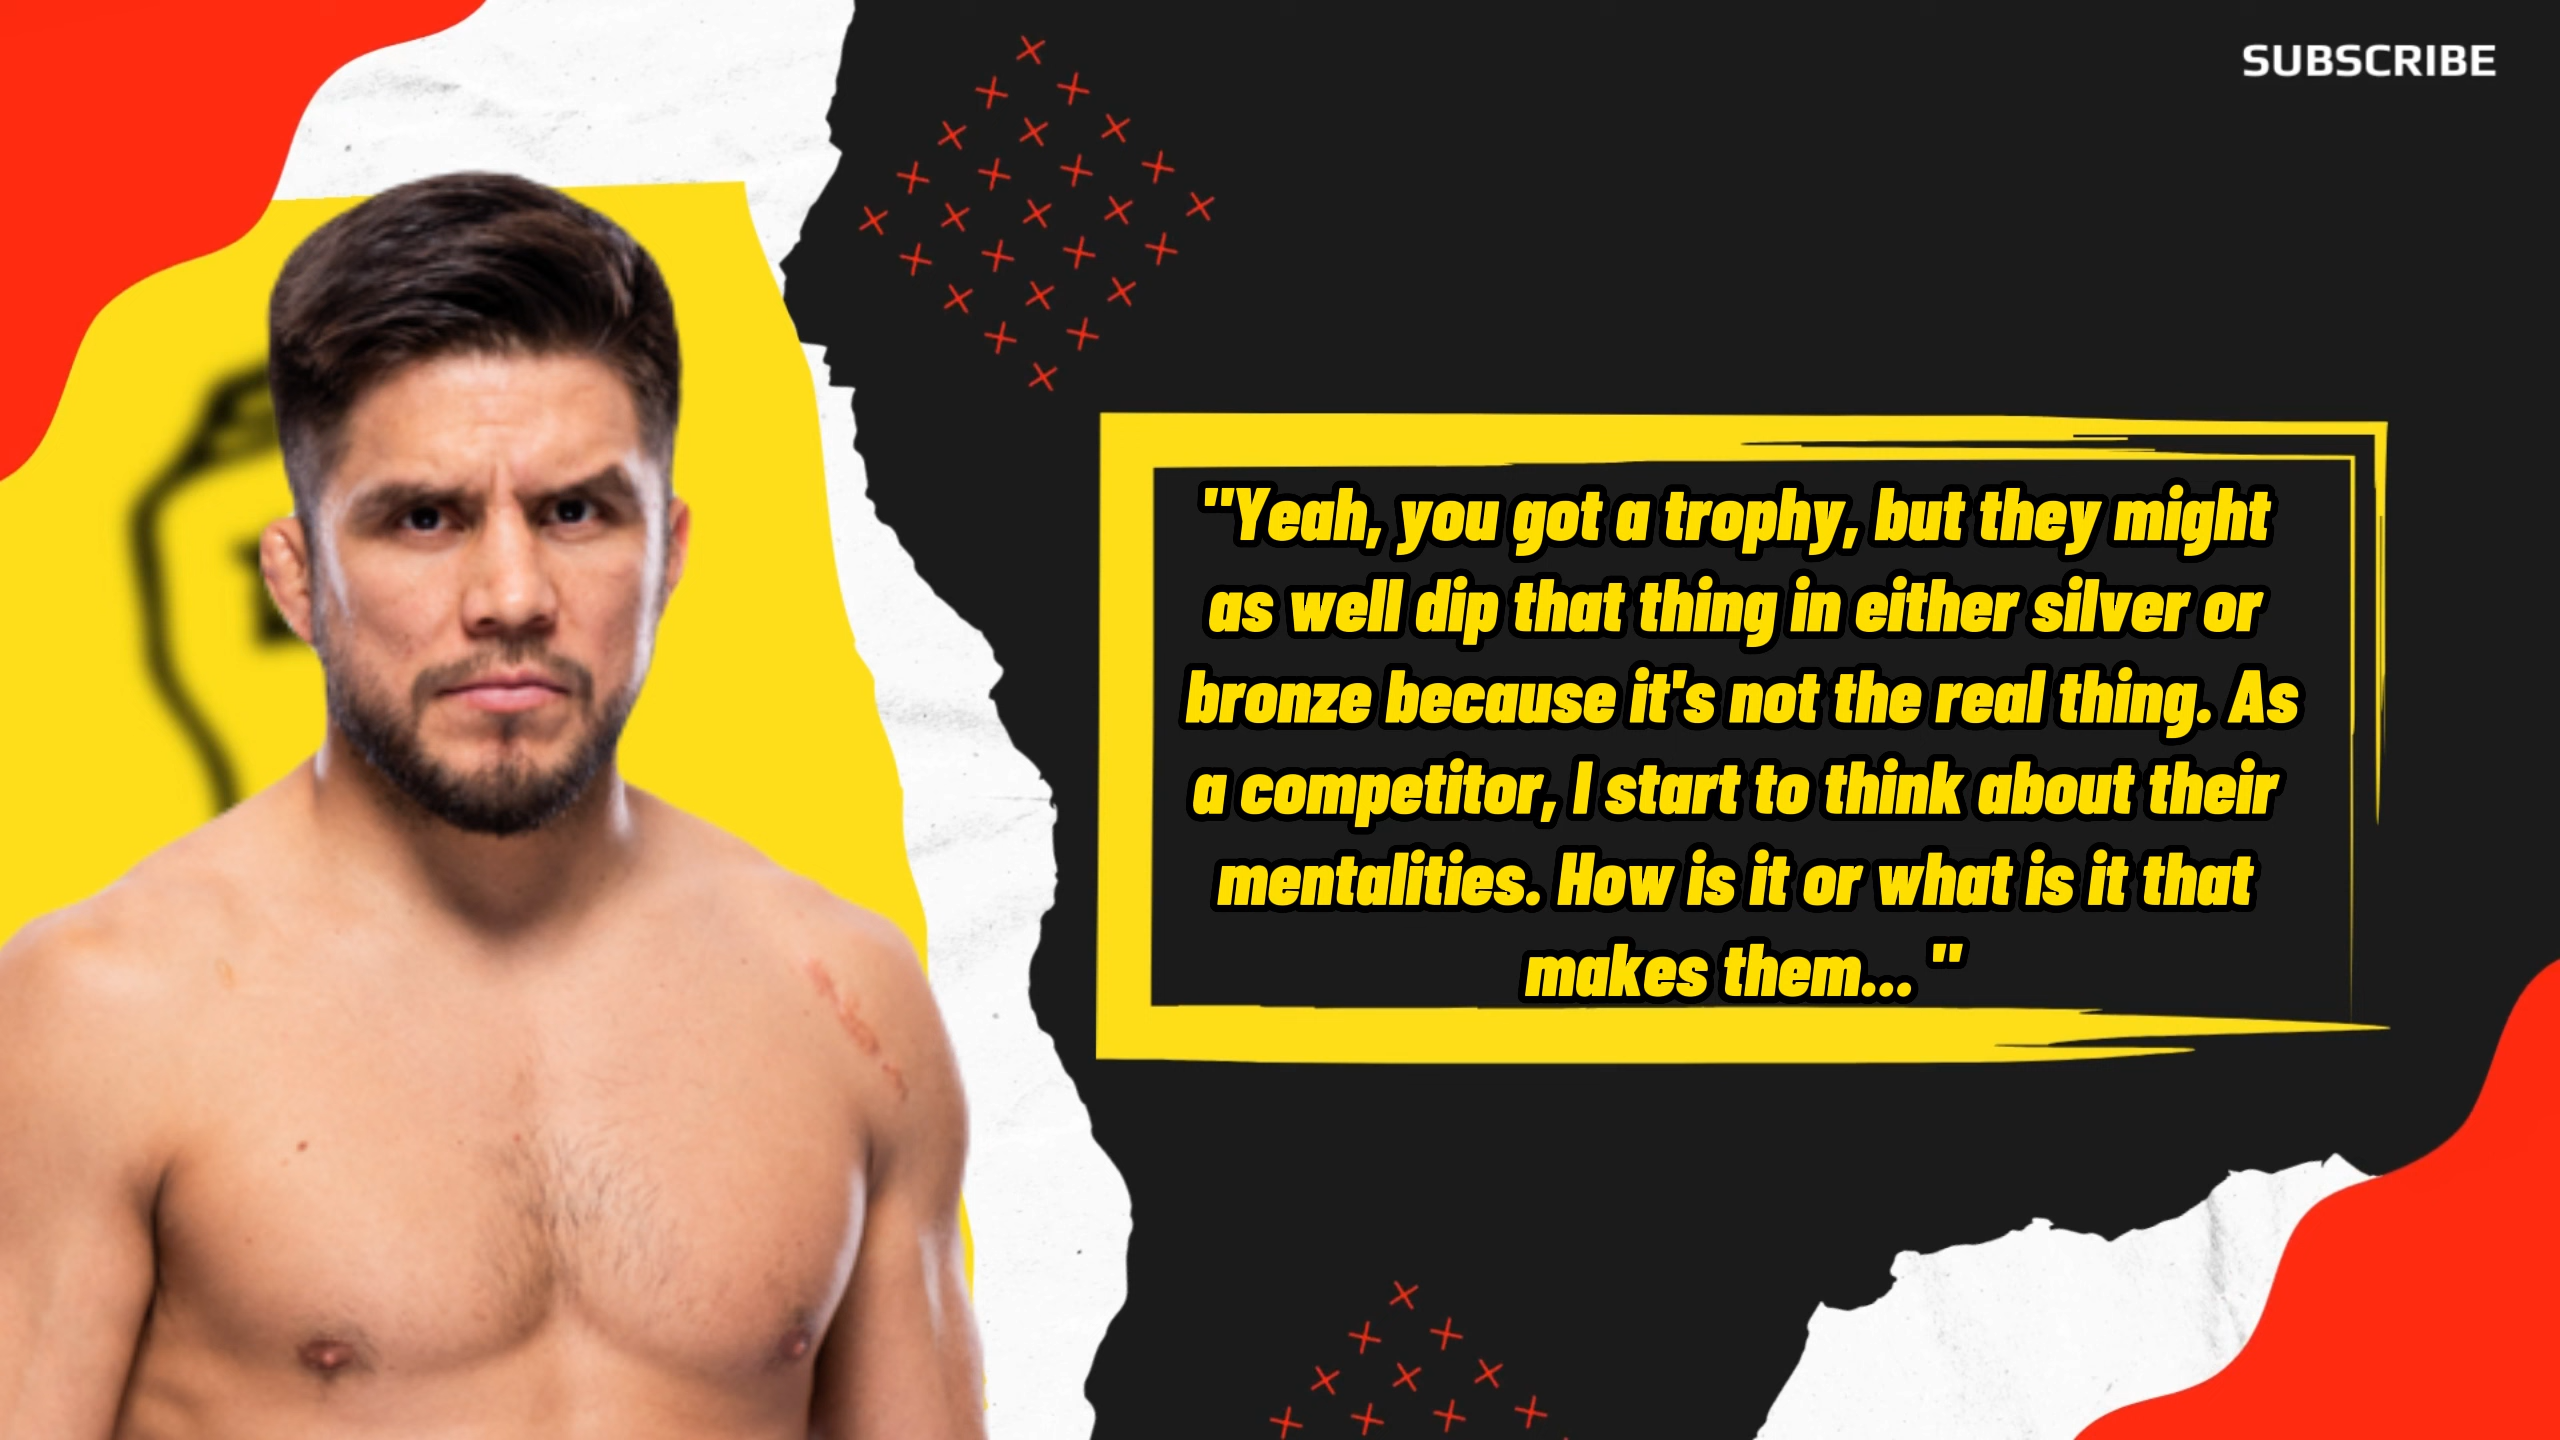 SUBSCRIBE
"Yeah, you got a trophy, but they might
as well dip that thing in either silver or
bronze because it's not the real thing. As
a competitor, I start to think about their
mentalities. How is it or what is it that
makes them... "